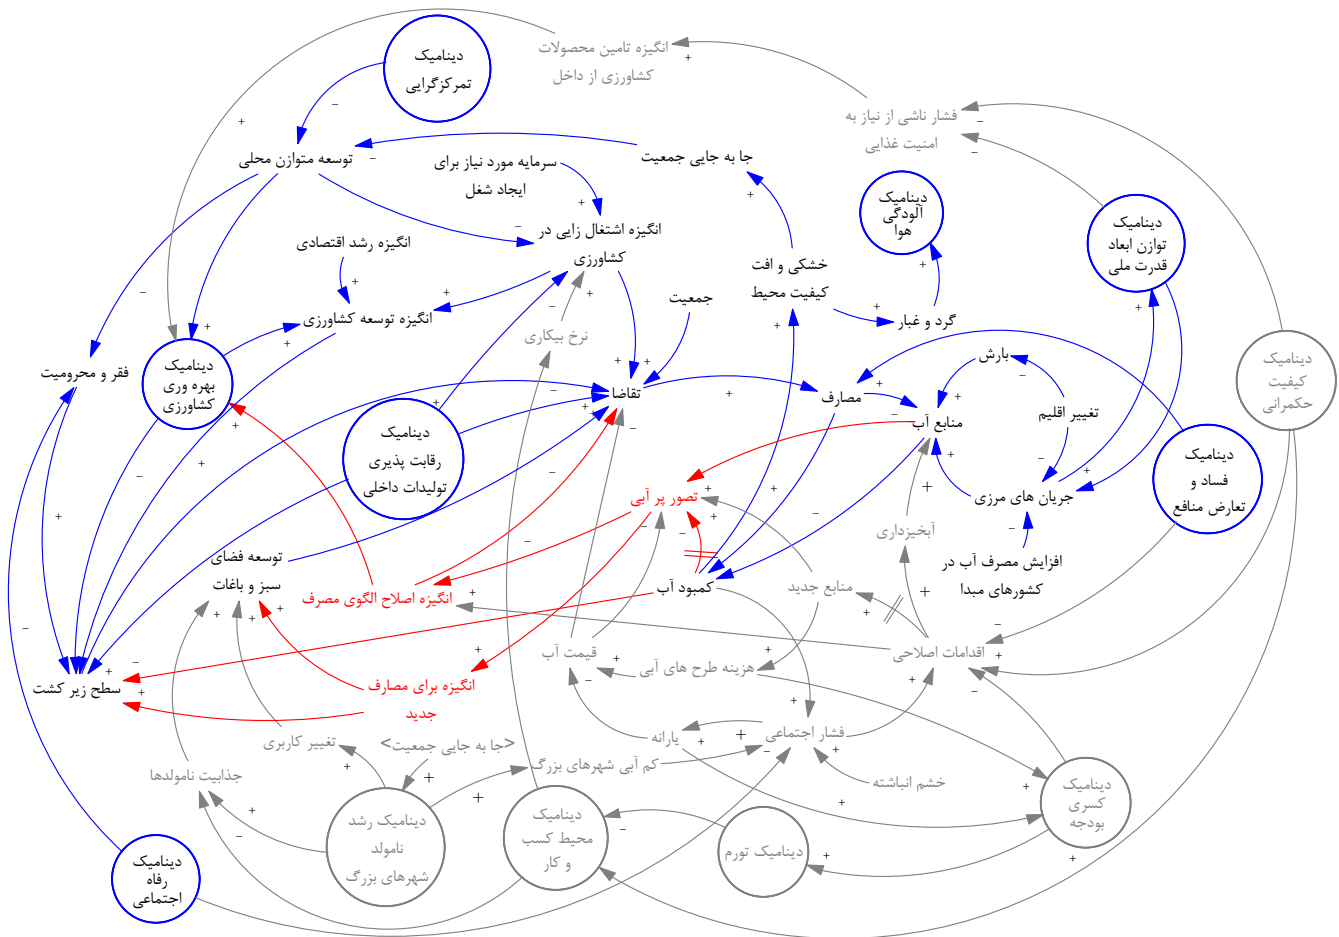 دینامیک
تمرکزگرایی
انگیزه تامین محصولات
کشاورزی از داخل
فشار ناشی از نیاز به
امنیت غذایی
توسعه متوازن محلی
سرمایه مورد نیاز برای
ایجاد شغل
جا به جایی جمعیت
دینامیک
آلودگی
هوا
دینامیک
توازن ابعاد
قدرت ملی
انگیزه رشد اقتصادی
انگیزه اشتغال زایی در
کشاورزی
خشکی و افت
کیفیت محیط
جمعیت
انگیزه توسعه کشاورزی
نرخ بیکاری
گرد و غبار
بارش
دینامیک
کیفیت
حکمرانی
فقر و محرومیت
دینامیک
بهره وری
کشاورزی
تقاضا
مصارف
منابع آب
تغییر اقلیم
دینامیک
رقابت پذیری
تولیدات داخلی
دینامیک
فساد و
تعارض منافع
تصور پر آبی
جریان های مرزی
آبخیزداری
توسعه فضای
سبز و باغات
انگیزه اصلاح الگوی مصرف
کمبود آب
منابع جدید
افزایش مصرف آب در
کشورهای مبدا
قیمت آب
هزینه طرح های آبی
اقدامات اصلاحی
سطح زیر کشت
انگیزه برای مصارف
جدید
تغییر کاربری
<جا به جایی جمعیت>
یارانه
فشار اجتماعی
جذابیت نامولدها
کم آبی شهرهای بزرگ
خشم انباشته
دینامیک
کسری
بودجه
دینامیک رشد
نامولد
شهرهای بزرگ
دینامیک
محیط کسب
و کار
دینامیک تورم
دینامیک
رفاه
اجتماعی